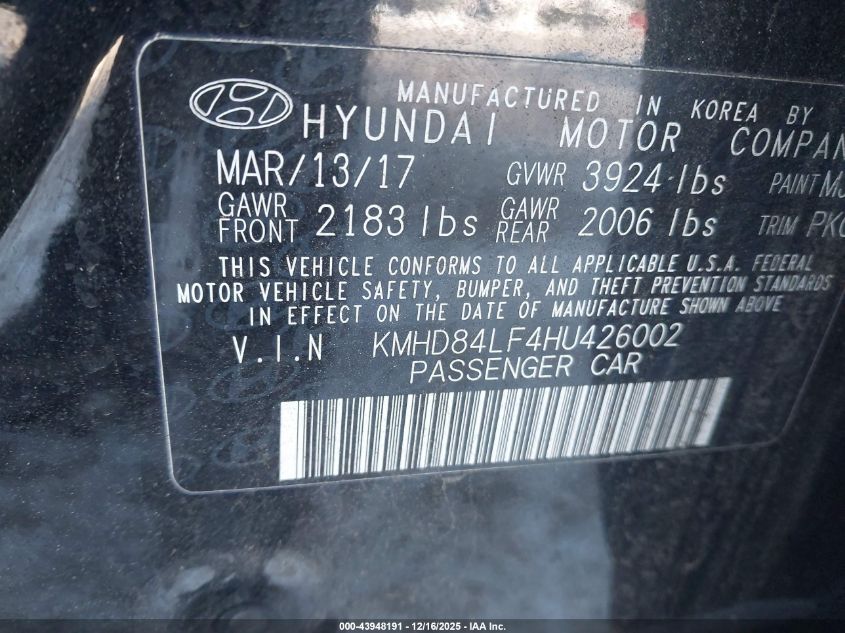 MANUFACTURED IN KOREA BY
HYUNDAI MOTOR COMPAN
MAR/13/17 GVWR 3924 lbs PAINT
GAWR FRONT 2183 lbs GAWR REAR 2006 lbs TRIM
THIS VEHICLE CONFORMS TO ALL APPLICABLE U.S.A. FEDERAL
MOTOR VEHICLE SAFETY, BUMPER, AND THEFT PREVENTION STANDARDS
IN EFFECT ON THE DATE OF MANUFACTURE SHOWN ABOVE
V.I.N KMHD84LF4HU426002
PASSENGER CAR
000-43948191 - 12/16/2025 - IAA Inc.